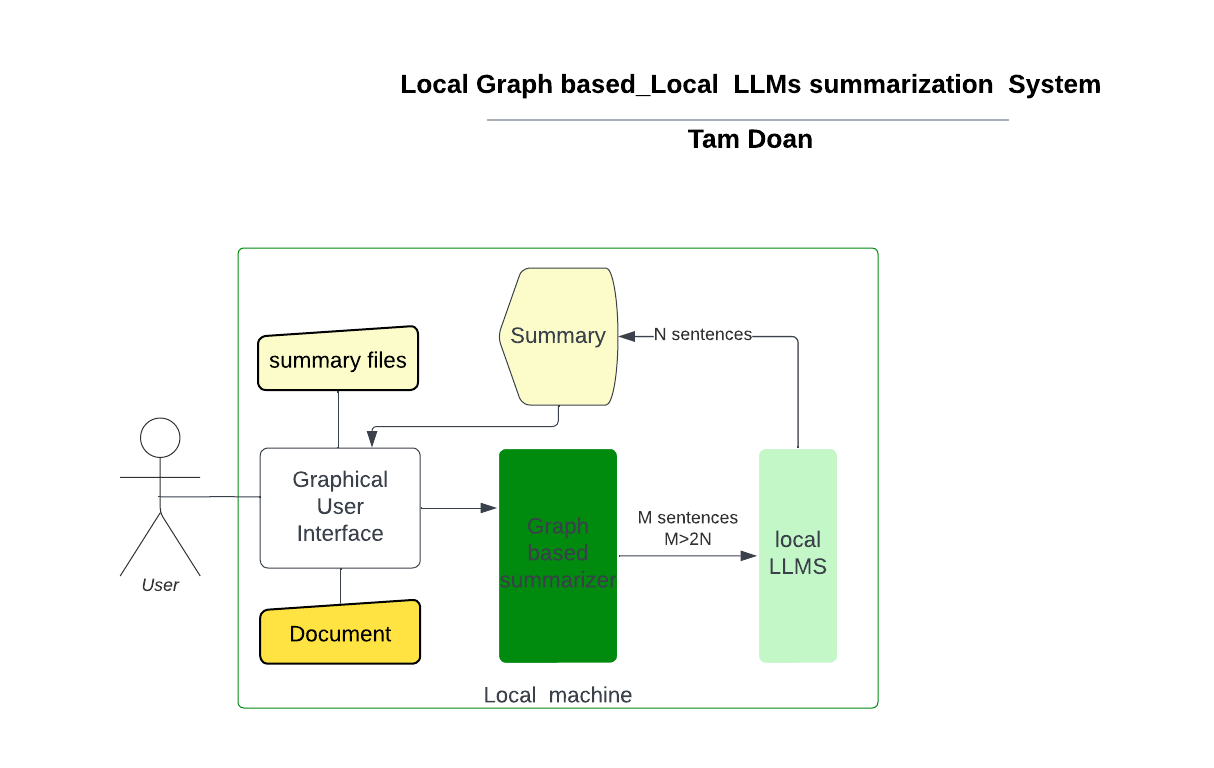 Local Graph based_Local  LLMs summarization  System
Tam Doan
Summary
N sentences
summary files
Graphical
User
Interface
Graph
based
summarizer
M sentences
M>2N
local
LLMS
User
Document
Local  machine